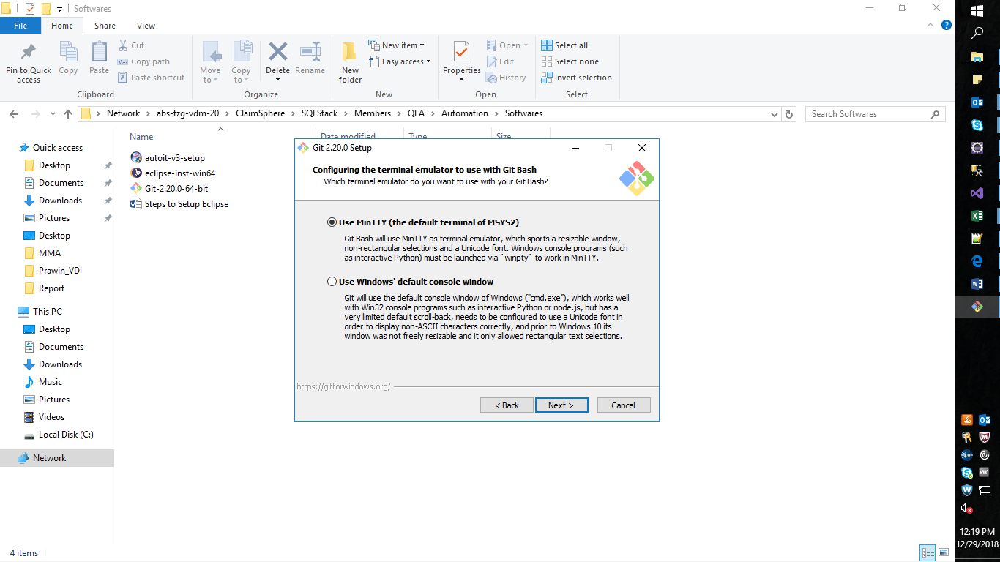 Softwares
File
Home
Share
View
Pin to Quick access
Copy
Paste
Cut
Copy path
Paste shortcut
Clipboard
Move to
Copy to
Delete
Rename
Organize
New folder
New item
Easy access
New
Properties
Open
Edit
History
Open
Select all
Select none
Invert selection
Select
Network
abs-tzg-vdm-20
ClaimSphere
SQLStack
Members
QEA
Automation
Softwares
Search Softwares
Quick access
Desktop
Documents
Downloads
Pictures
Desktop
MMA
Prawin_VDI
Report
This PC
Desktop
Documents
Downloads
Music
Pictures
Videos
Local Disk (C:)
Network
Name
Date modified
Type
Size
autoit-v3-setup
eclipse-inst-win64
Git-2.20.0-64-bit
Steps to Setup Eclipse
Git 2.20.0 Setup
Configuring the terminal emulator to use with Git Bash
Which terminal emulator do you want to use with your Git Bash?
Use MinTTY (the default terminal of MSYS2)
Git Bash will use MinTTY as terminal emulator, which sports a resizable window,
non-rectangular selections and a Unicode font. Windows console programs (such
as interactive Python) must be launched via `winpty` to work in MinTTY.
Use Windows' default console window
Git will use the default console window of Windows ("cmd.exe"), which works well
with Win32 console programs such as interactive Python or node.js, but has a
very limited default scroll-back, needs to be configured to use a Unicode font in
order to display non-ASCII characters correctly, and prior to Windows 10 its
window was not freely resizable and it only allowed rectangular text selections.
https://gitforwindows.org/
< Back
Next >
Cancel
4 items
12:19 PM
12/29/2018